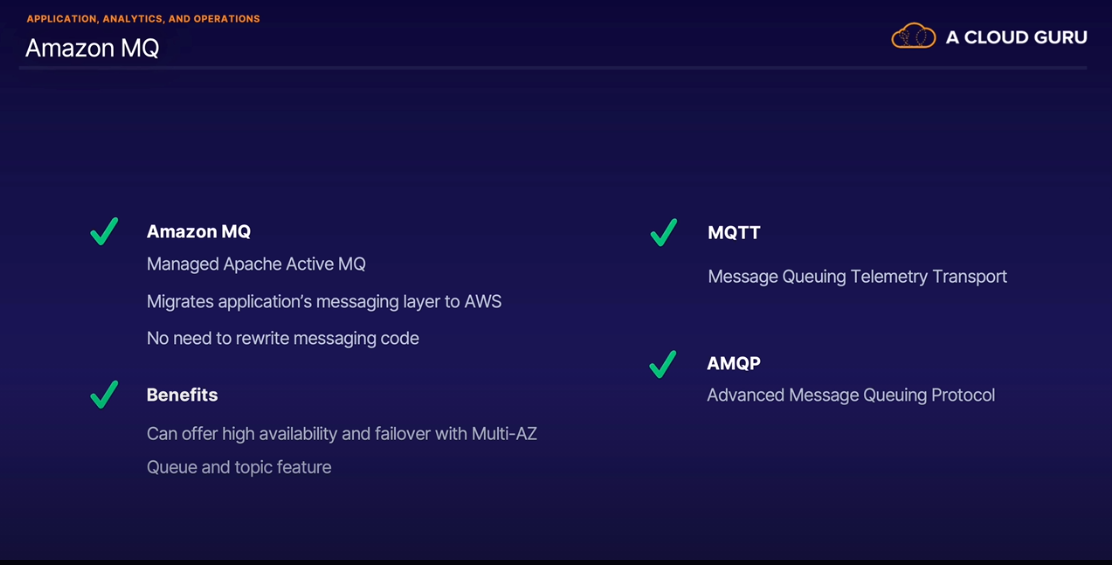 APPLICATION, ANALYTICS, AND OPERATIONS
Amazon MQ
A CLOUD GURU
Amazon MQ
Managed Apache Active MQ
Migrates application's messaging layer to AWS
No need to rewrite messaging code
Benefits
Can offer high availability and failover with Multi-AZ
Queue and topic feature
MQTT
Message Queuing Telemetry Transport
AMQP
Advanced Message Queuing Protocol